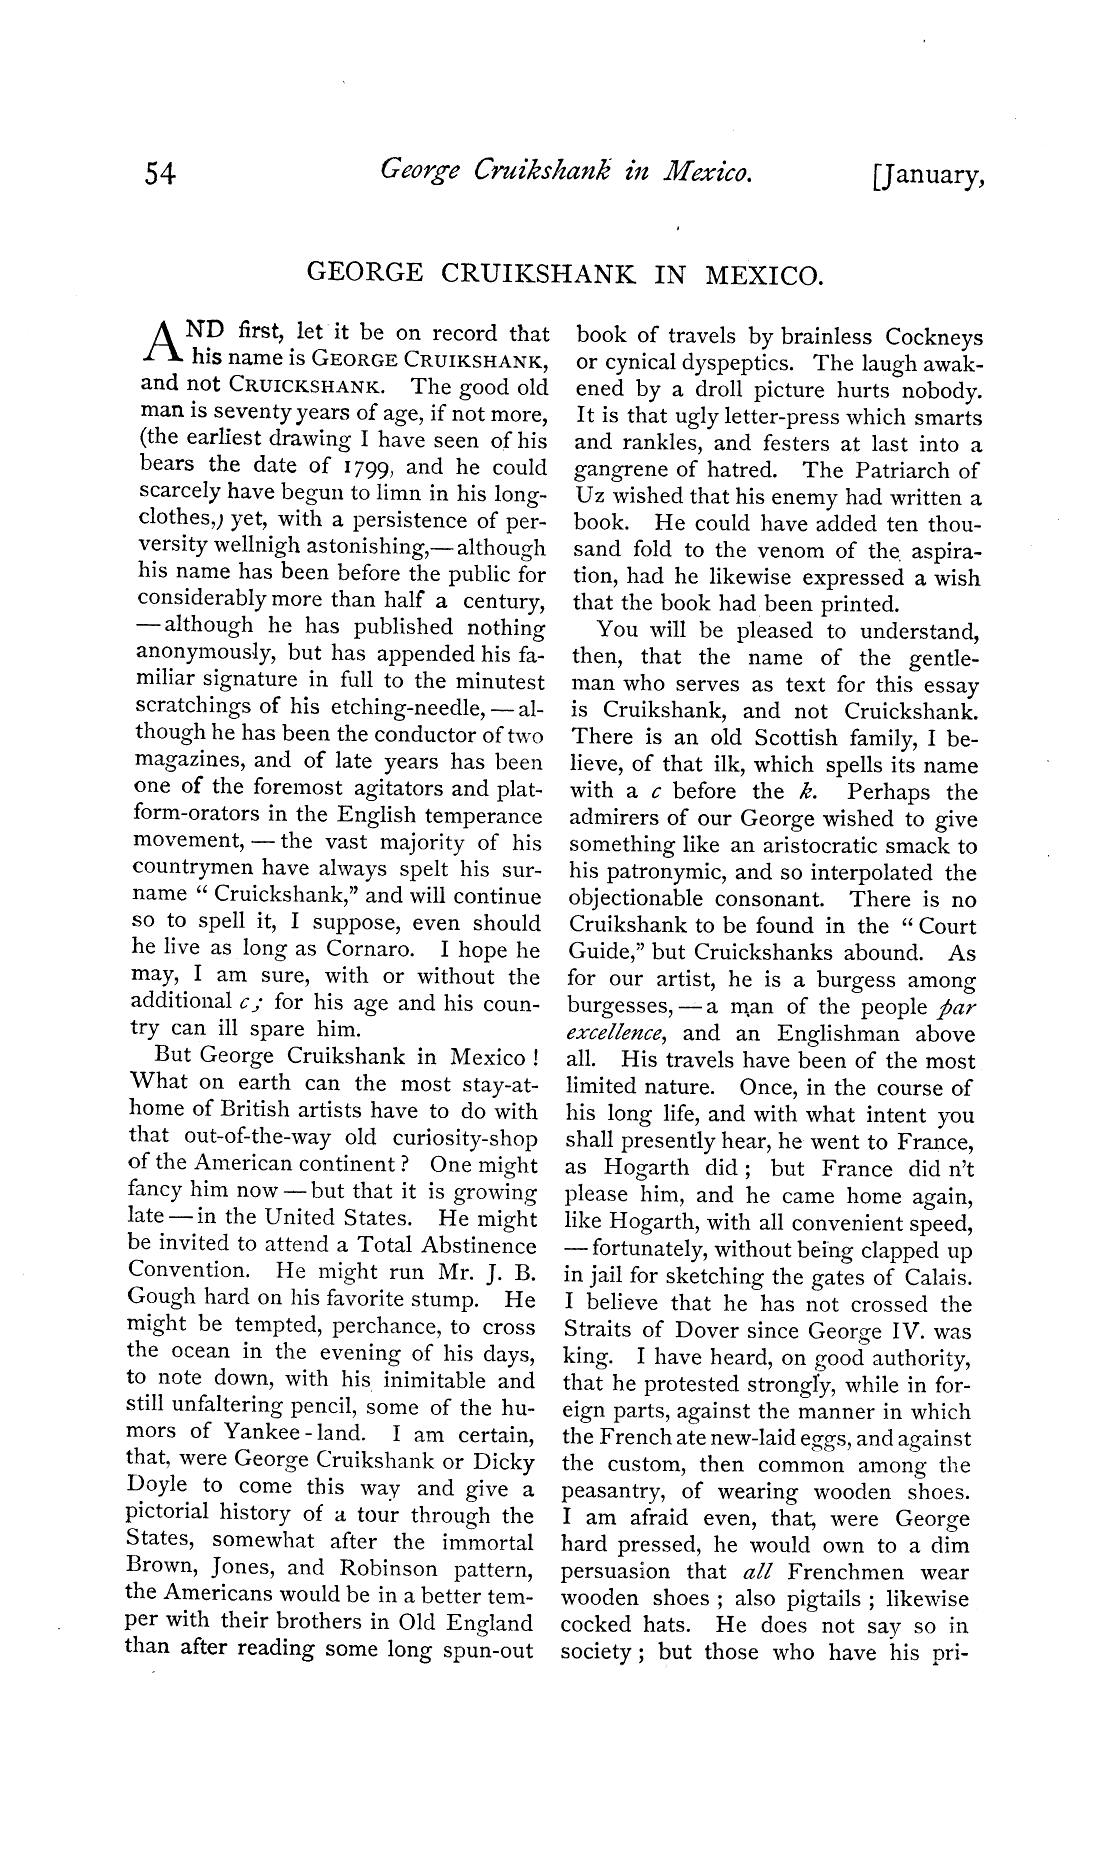 54 George Cruikshank in Mexico. [January,
GEORGE CRUIKSHANK IN MEXICO.
AND first, let it be on record that
his name is GEORGE CRUIKSHANK,
and not CRUICKSHANK. The good old
man is seventy years of age, if not more,
(the earliest drawing I have seen of his
bears the date of 1799, and he could
scarcely have begun to limn in his long-
clothes,) yet, with a persistence of per-
versity wellnigh astonishing,—although
his name has been before the public for
considerably more than half a century,
—although he has published nothing
anonymously, but has appended his fa-
miliar signature in full to the minutest
scratchings of his etching-needle,—al-
though he has been the conductor of two
magazines, and of late years has been
one of the foremost agitators and plat-
form-orators in the English temperance
movement,—the vast majority of his
countrymen have always spelt his sur-
name “Cruickshank,” and will continue
so to spell it, I suppose, even should
he live as long as Cornaro. I hope he
may, I am sure, with or without the
additional c; for his age and his coun-
try can ill spare him.
But George Cruikshank in Mexico!
What on earth can the most stay-at-
home of British artists have to do with
that out-of-the-way old curiosity-shop
of the American continent? One might
fancy him now—but that it is growing
late—in the United States. He might
be invited to attend a Total Abstinence
Convention. He might run Mr. J. B.
Gough hard on his favorite stump. He
might be tempted, perchance, to cross
the ocean in the evening of his days,
to note down, with his inimitable and
still unfaltering pencil, some of the hu-
mors of Yankee-land. I am certain,
that, were George Cruikshank or Dicky
Doyle to come this way and give a
pictorial history of a tour through the
States, somewhat after the immortal
Brown, Jones, and Robinson pattern,
the Americans would be in a better tem-
per with their brothers in Old England
than after reading some long spun-out
book of travels by brainless Cockneys
or cynical dyspeptics. The laugh awak-
ened by a droll picture hurts nobody.
It is that ugly letter-press which smarts
and rankles, and festers at last into a
gangrene of hatred. The Patriarch of
Uz wished that his enemy had written a
book. He could have added ten thou-
sand fold to the venom of the aspira-
tion, had he likewise expressed a wish
that the book had been printed.
You will be pleased to understand,
then, that the name of the gentle-
man who serves as text for this essay
is Cruikshank, and not Cruickshank.
There is an old Scottish family, I be-
lieve, of that ilk, which spells its name
with a c before the k. Perhaps the
admirers of our George wished to give
something like an aristocratic smack to
his patronymic, and so interpolated the
objectionable consonant. There is no
Cruikshank to be found in the “Court
Guide,” but Cruickshanks abound. As
for our artist, he is a burgess among
burgesses,—a man of the people par
excellence, and an Englishman above
all. His travels have been of the most
limited nature. Once, in the course of
his long life, and with what intent you
shall presently hear, he went to France,
as Hogarth did; but France did n’t
please him, and he came home again,
like Hogarth, with all convenient speed,
—fortunately, without being clapped up
in jail for sketching the gates of Calais.
I believe that he has not crossed the
Straits of Dover since George IV. was
king. I have heard, on good authority,
that he protested strongly, while in for-
eign parts, against the manner in which
the French ate new-laid eggs, and against
the custom, then common among the
peasantry, of wearing wooden shoes.
I am afraid even, that, were George
hard pressed, he would own to a dim
persuasion that all Frenchmen wear
wooden shoes; also pigtails; likewise
cocked hats. He does not say so in
society; but those who have his pri-